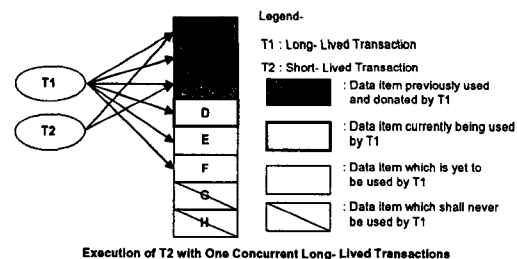 Legend-
T1 : Long- Lived Transaction
T2 : Short- Lived Transaction
T1
T2
D
E
F
G
H
: Data item previously used
and donated by T1
: Data item currently being used
by T1
: Data item which is yet to
be used by T1
: Data item which shall never
be used by T1
Execution of T2 with One Concurrent Long- Lived Transactions